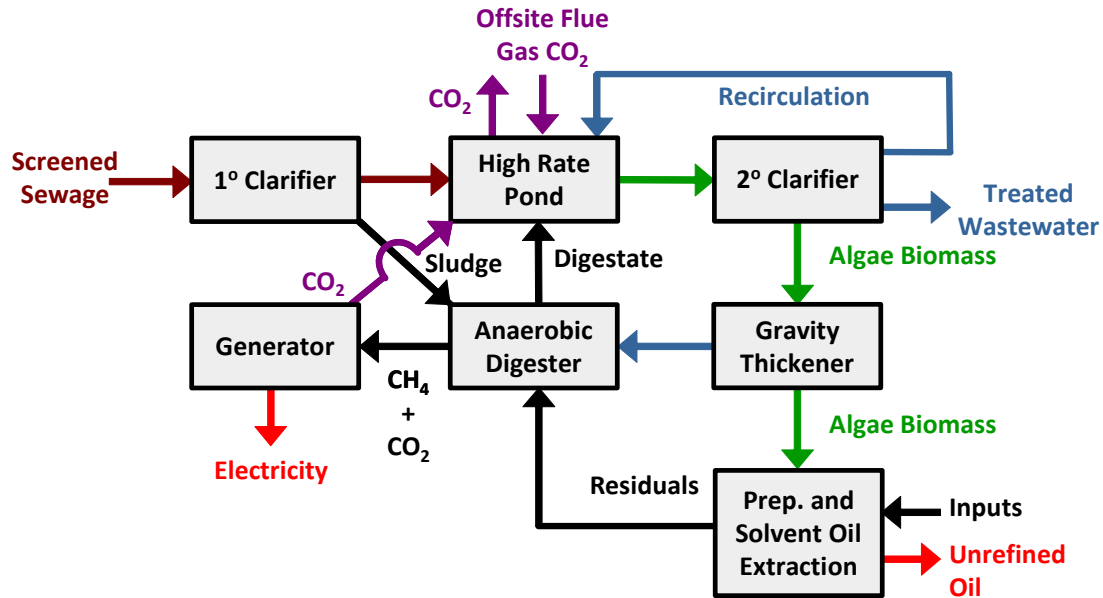 Offsite Flue
Gas CO₂
CO₂
Recirculation
Screened
Sewage
1º Clarifier
High Rate
Pond
2º Clarifier
Treated
Wastewater
CO₂
Sludge
Digestate
Algae Biomass
Generator
Anaerobic
Digester
Gravity
Thickener
CH₄
+
CO₂
Algae Biomass
Electricity
Residuals
Prep. and
Solvent Oil
Extraction
Inputs
Unrefined
Oil